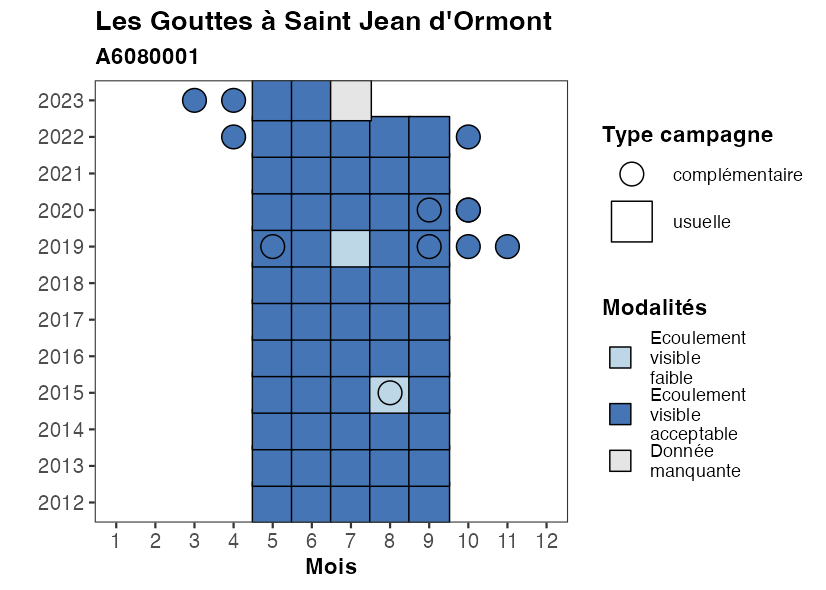 Les Gouttes à Saint Jean d'Ormont
A6080001
2023
2022
2021
2020
2019
2018
2017
2016
2015
2014
2013
2012
1 2 3 4 5 6 7 8 9 10 11 12
Mois
Type campagne
complémentaire
usuelle
Modalités
Ecoulement
visible
faible
Ecoulement
visible
acceptable
Donnée
manquante